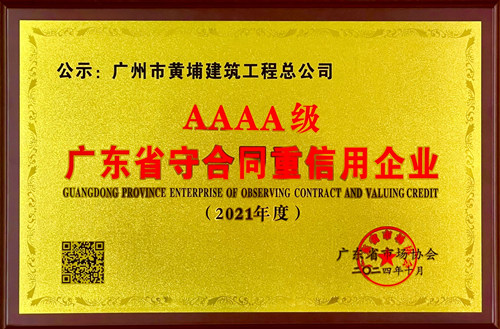 公示：广州市黄埔建筑工程总公司
AAAA级
广东省守合同重信用企业
GUANGDONG PROVINCE ENTERPRISE OF OBSERVING CONTRACT AND VALUING CREDIT
（2021年度）
广东省市场协会
二〇二四年十月